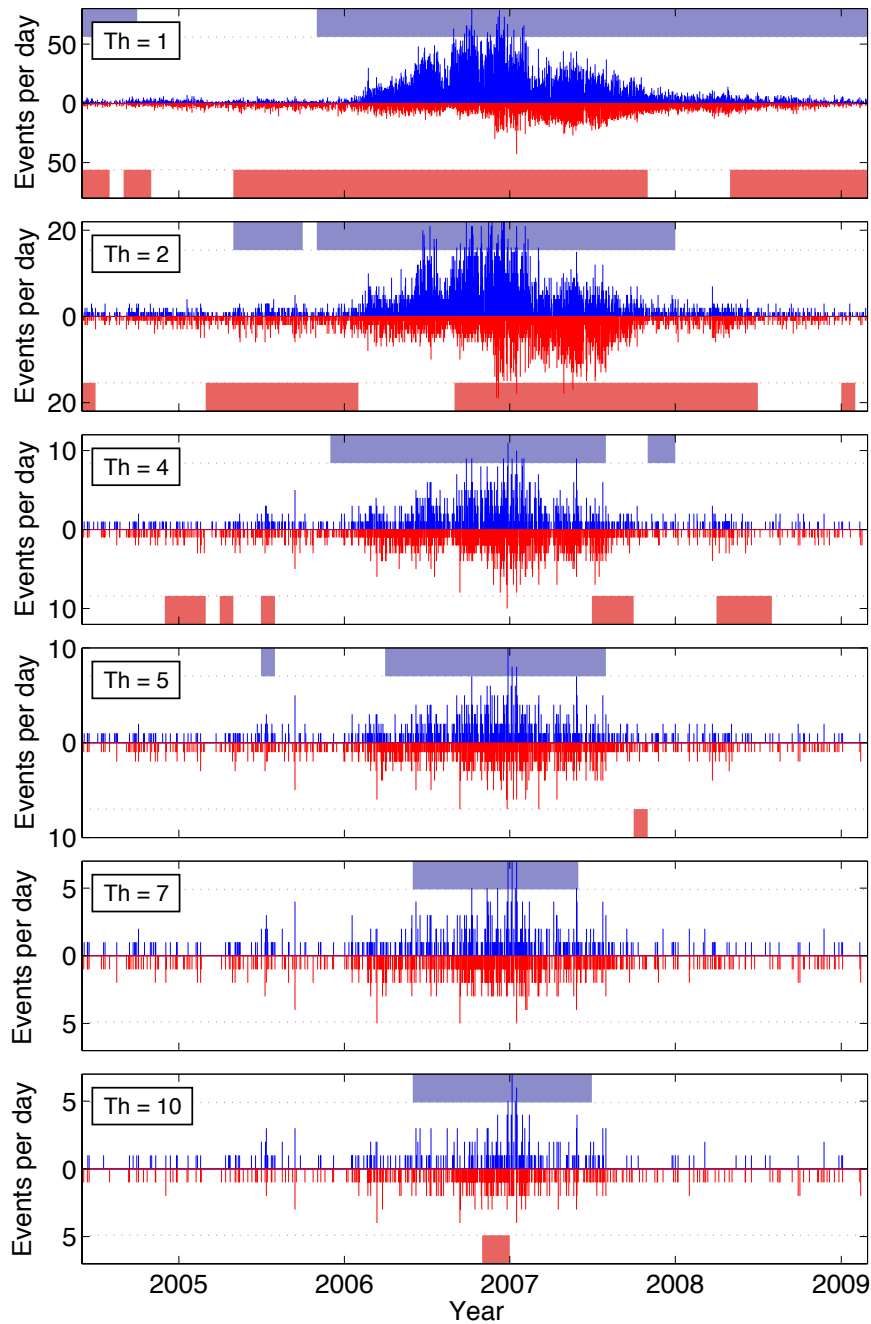 Th = 1
Events per day
50
0
50
Th = 2
Events per day
20
0
20
Th = 4
Events per day
10
0
10
Th = 5
Events per day
10
0
10
Th = 7
Events per day
5
0
5
Th = 10
Events per day
5
0
5
2005 2006 2007 2008 2009
Year